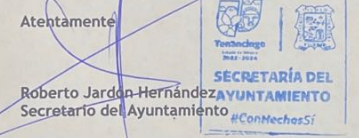 Atentamente
Roberto Jardón Hernández
Secretario del Ayuntamiento
Tenancingo
2022 - 2024
SECRETARÍA DEL
AYUNTAMIENTO
#ConHechosSí